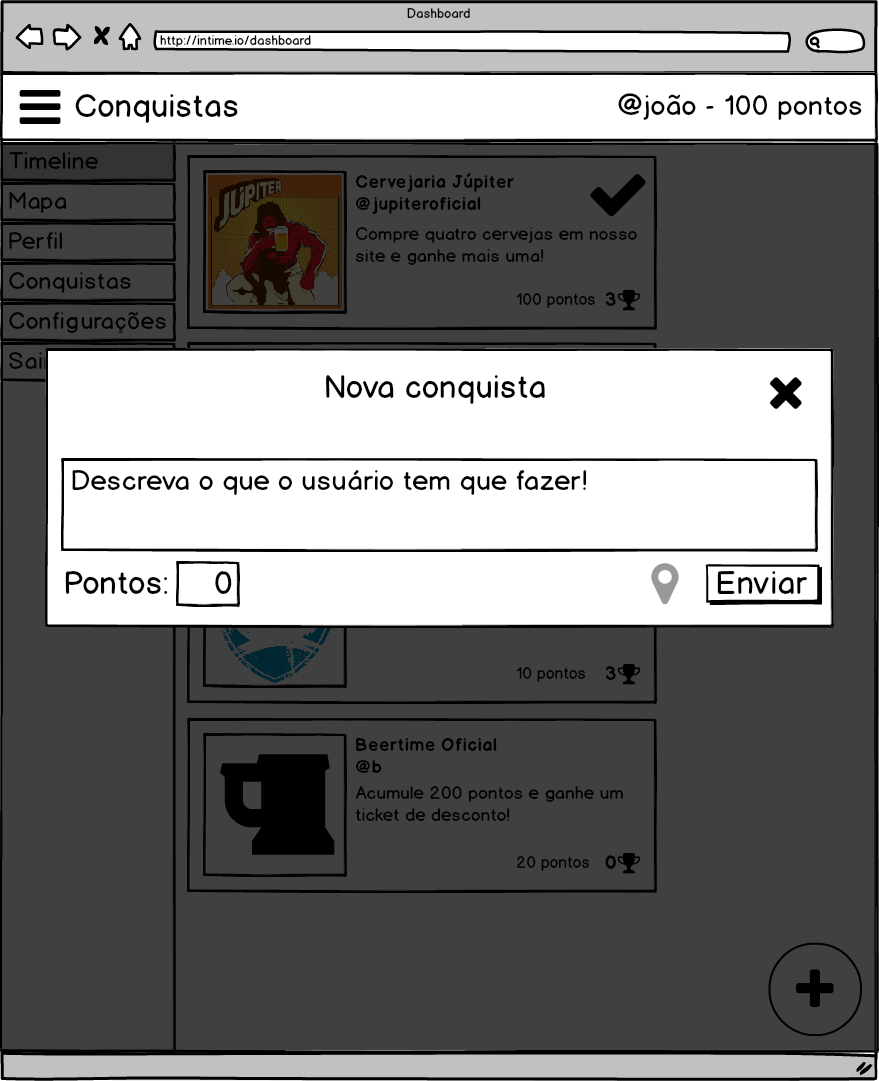 Dashboard
http://intime.io/dashboard
Conquistas
@joão - 100 pontos
Timeline
Mapa
Perfil
Conquistas
Configurações
JÚPITER
Cervejaria Júpiter
@jupiteroficial
Compre quatro cervejas em nosso
site e ganhe mais uma!
100 pontos 3
Nova conquista
Descreva o que o usuário tem que fazer!
Pontos: 0
Enviar
10 pontos 3
Beertime Oficial
@b
Acumule 200 pontos e ganhe um
ticket de desconto!
20 pontos 0